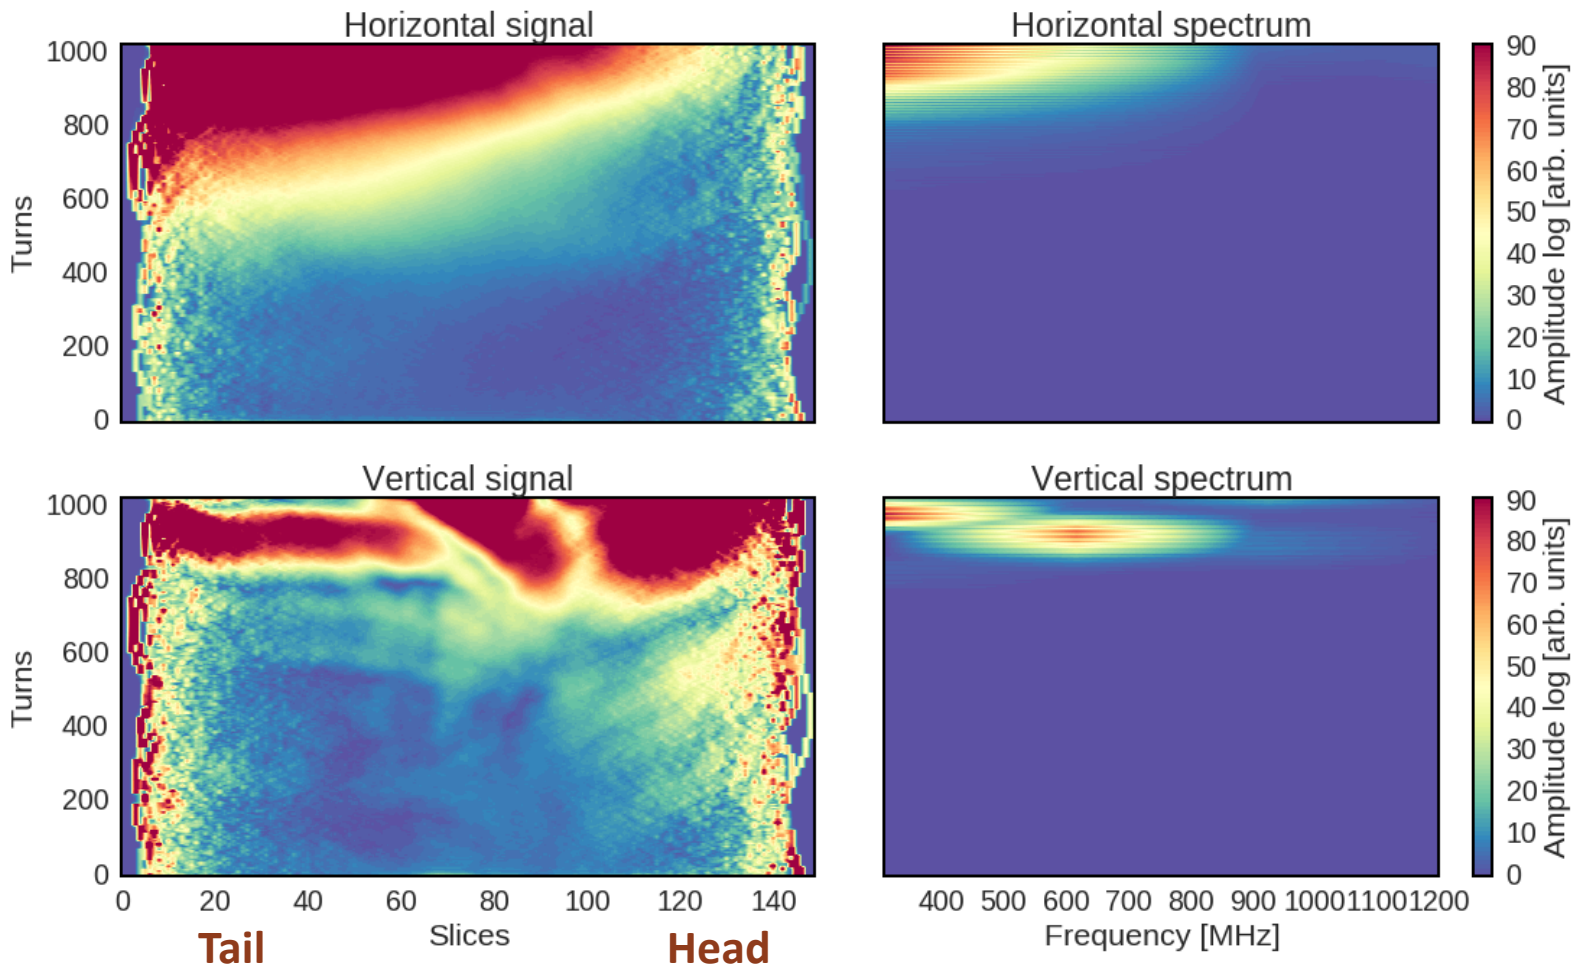 Horizontal signal
Horizontal spectrum
1000
800
600
400
200
0
Turns
90
80
70
60
50
40
30
20
10
0
Amplitude log [arb. units]
Vertical signal
Vertical spectrum
1000
800
600
400
200
0
Turns
0 20 40 60 80 100 120 140
Slices
Tail
Head
400 500 600 700 800 900 1000 1100 1200
Frequency [MHz]
90
80
70
60
50
40
30
20
10
0
Amplitude log [arb. units]